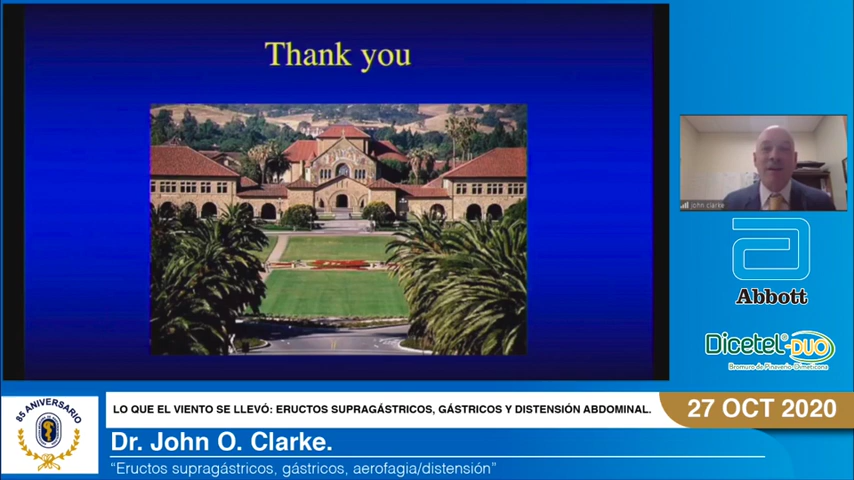 Thank you
john clarke
Abbott
Dicetel®-DUO
Bromuro de Pinaverio-Dimeticona
85 ANIVERSARIO
LO QUE EL VIENTO SE LLEVÓ: ERUCTOS SUPRAGÁSTRICOS, GÁSTRICOS Y DISTENSIÓN ABDOMINAL.
27 OCT 2020
Dr. John O. Clarke.
“Eructos supragástricos, gástricos, aerofagia/distensión”